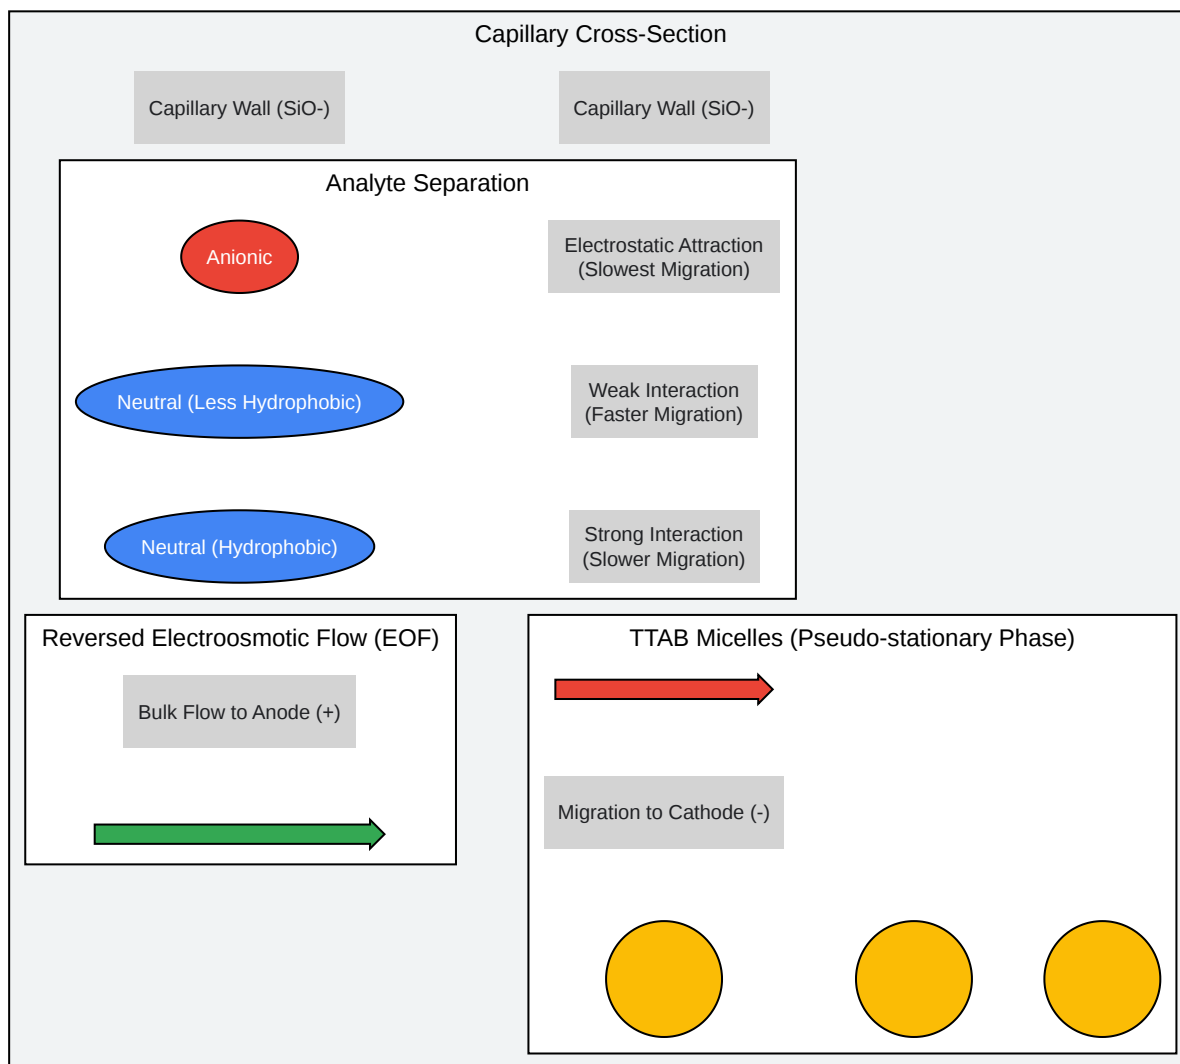 Capillary Cross-Section
Capillary Wall (SiO-)
Capillary Wall (SiO-)
Analyte Separation
Anionic
Electrostatic Attraction
(Slowest Migration)
Neutral (Less Hydrophobic)
Weak Interaction
(Faster Migration)
Neutral (Hydrophobic)
Strong Interaction
(Slower Migration)
Reversed Electroosmotic Flow (EOF)
Bulk Flow to Anode (+)
TTAB Micelles (Pseudo-stationary Phase)
Migration to Cathode (-)